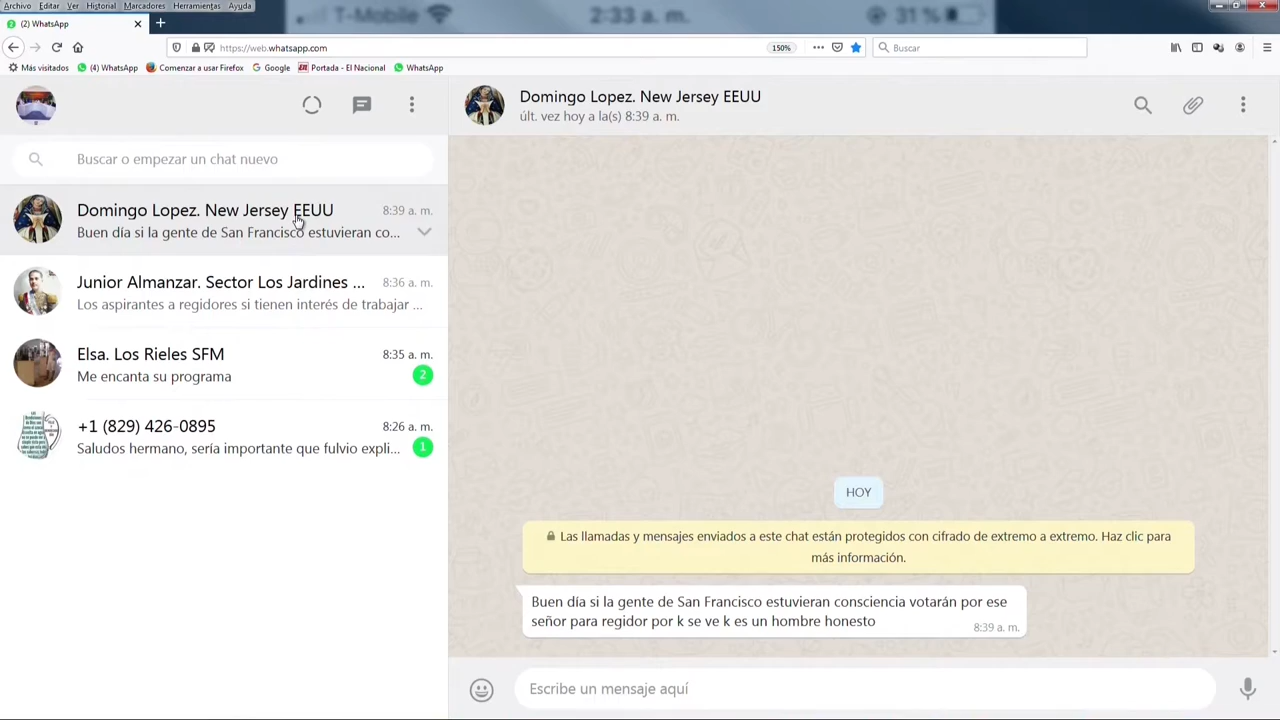 Archivo Editar Ver Historial Marcadores Herramientas Ayuda
T-Mobile 2:33 a. m. 31 %
(2) WhatsApp
https://web.whatsapp.com
150%
Buscar
Más visitados (4) WhatsApp Comenzar a usar Firefox Google Portada - El Nacional WhatsApp
Buscar o empezar un chat nuevo
Domingo Lopez. New Jersey EEUU 8:39 a. m.
Buen día si la gente de San Francisco estuvieran co...
Junior Almanzar. Sector Los Jardines ... 8:36 a. m.
Los aspirantes a regidores si tienen interés de trabajar ...
Elsa. Los Rieles SFM 8:35 a. m.
Me encanta su programa 2
+1 (829) 426-0895 8:26 a. m.
Saludos hermano, sería importante que fulvio expli... 1
Domingo Lopez. New Jersey EEUU
últ. vez hoy a la(s) 8:39 a. m.
HOY
Las llamadas y mensajes enviados a este chat están protegidos con cifrado de extremo a extremo. Haz clic para
más información.
Buen día si la gente de San Francisco estuvieran consciencia votarán por ese
señor para regidor por k se ve k es un hombre honesto
8:39 a. m.
Escribe un mensaje aquí